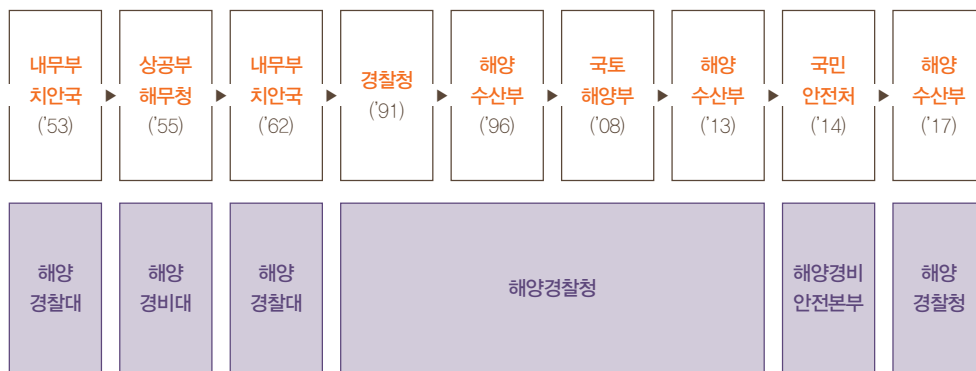 내무부
치안국
('53)
상공부
해무청
('55)
내무부
치안국
('62)
경찰청
('91)
해양
수산부
('96)
국토
해양부
('08)
해양
수산부
('13)
국민
안전처
('14)
해양
수산부
('17)
해양
경찰대
해양
경비대
해양
경찰대
해양경찰청
해양경비
안전본부
해양
경찰청